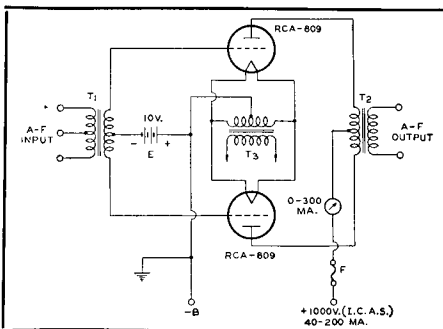 RCA-809
T1
T2
+
A-F
INPUT
10V.
- +
E
T3
A-F
OUTPUT
0-300
MA.
RCA-809
F
-B
+1000V.(I.C.A.S.)
40-200 MA.